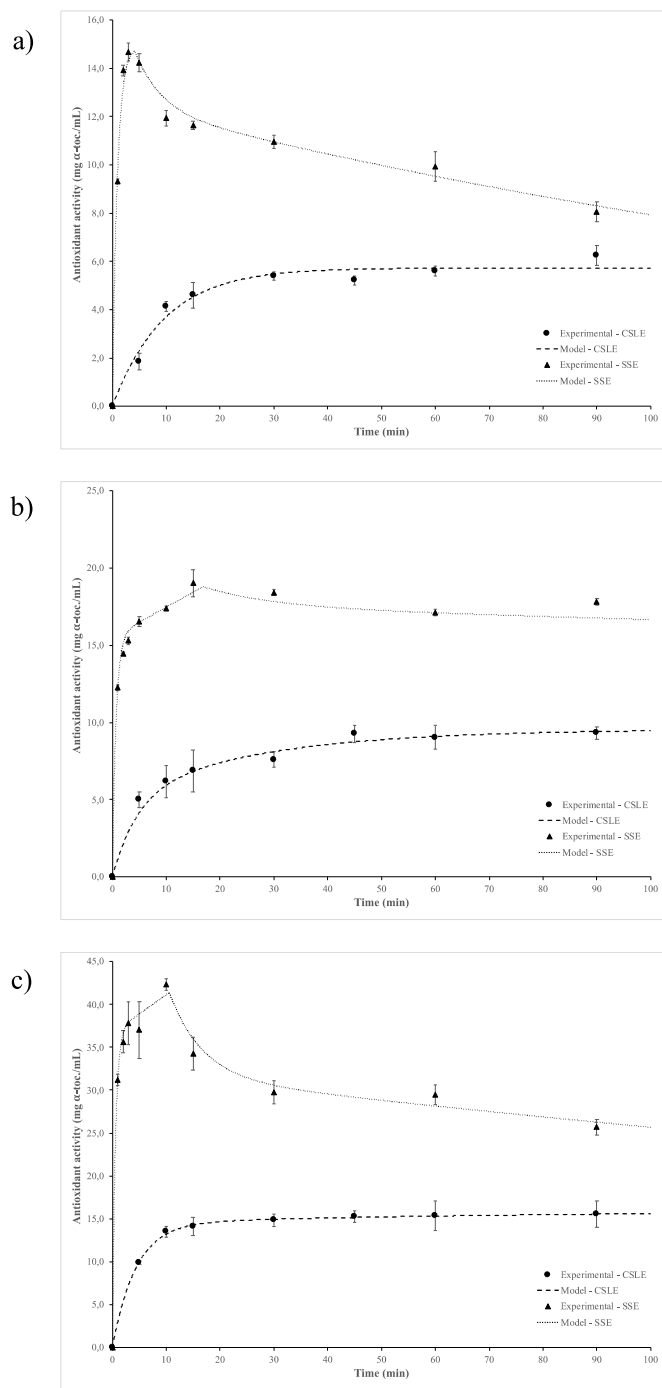 a)
16,0
14,0
12,0
10,0
8,0
6,0
4,0
2,0
0,0
Antioxidant activity (mg α-toc./mL)
0 10 20 30 40 50 60 70 80 90 100
Time (min)
Experimental - CSLE
Model - CSLE
Experimental - SSE
Model - SSE
b)
25,0
20,0
15,0
10,0
5,0
0,0
Antioxidant activity (mg α-toc./mL)
0 10 20 30 40 50 60 70 80 90 100
Time (min)
Experimental - CSLE
Model - CSLE
Experimental - SSE
Model - SSE
c)
45,0
40,0
35,0
30,0
25,0
20,0
15,0
10,0
5,0
0,0
Antioxidant activity (mg α-toc./mL)
0 10 20 30 40 50 60 70 80 90 100
Time (min)
Experimental - CSLE
Model - CSLE
Experimental - SSE
Model - SSE